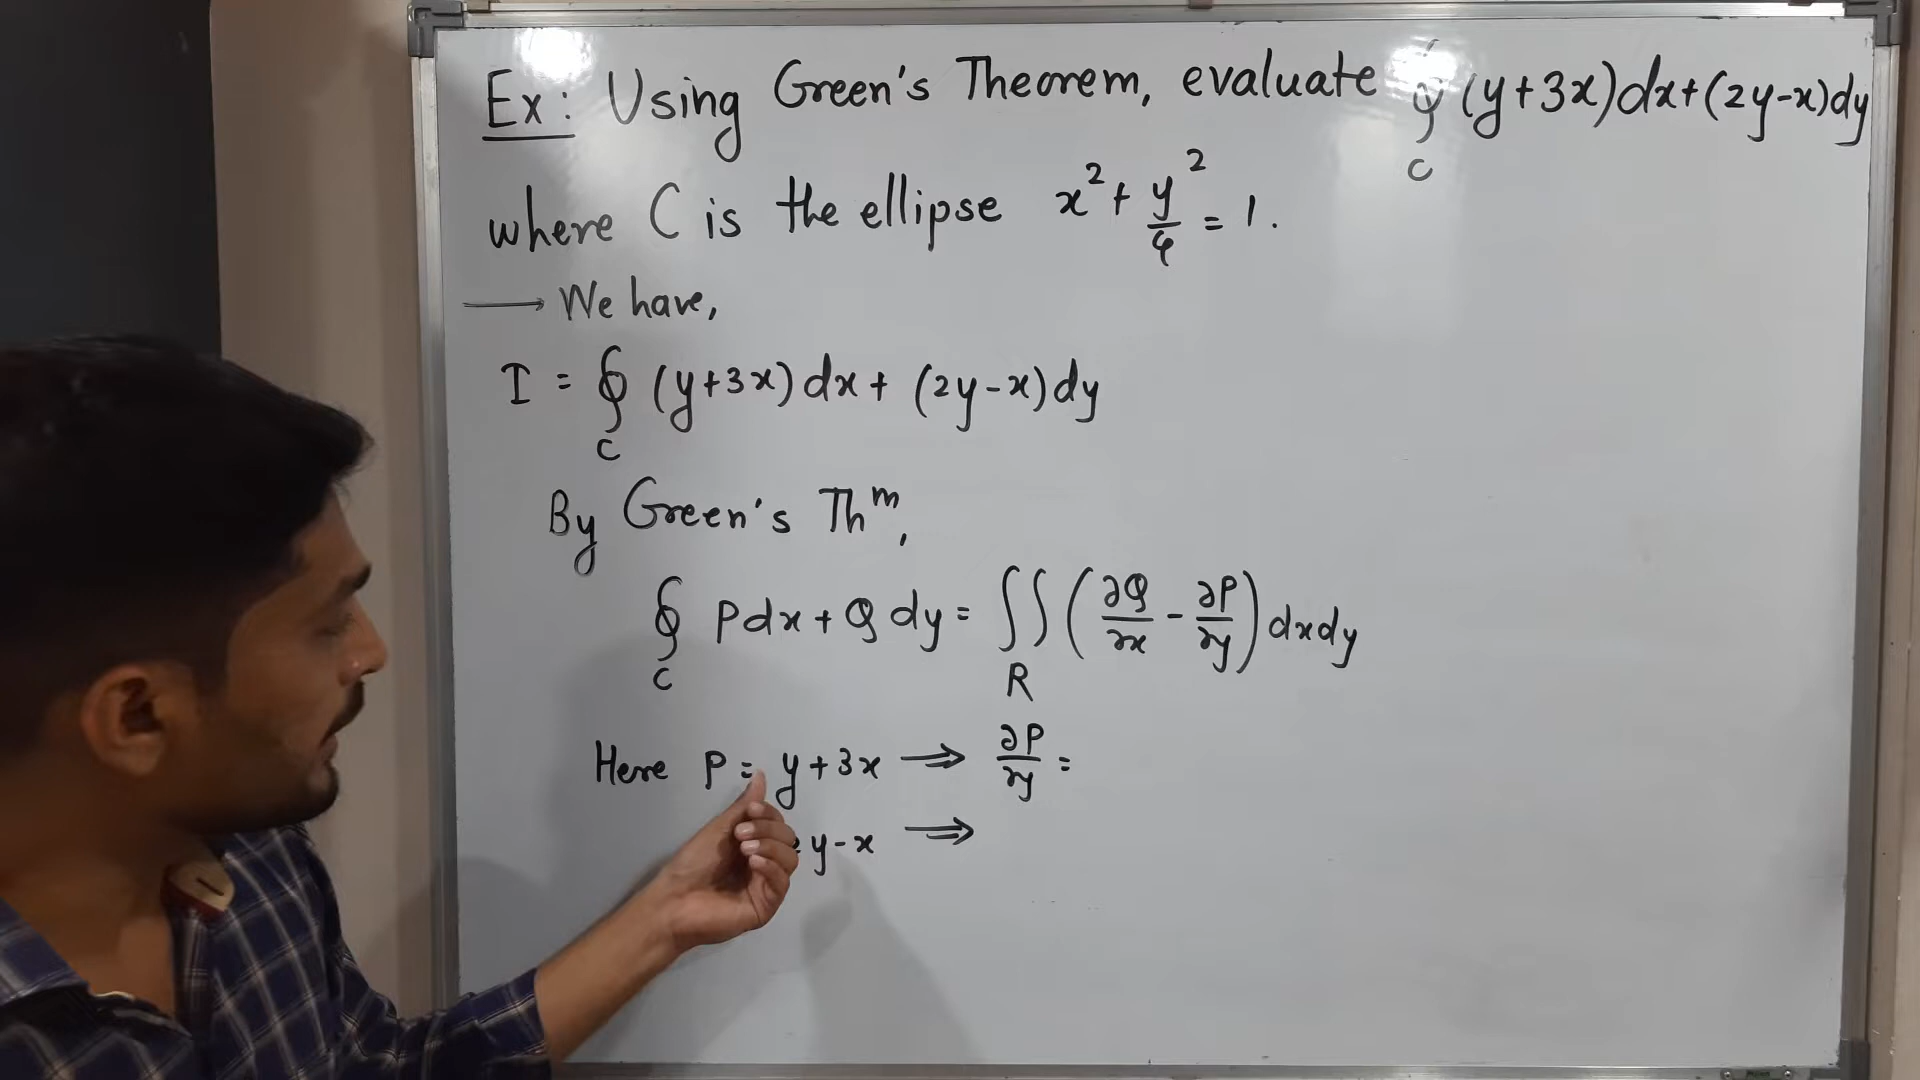 Ex: Using Green's Theorem, evaluate ∮_C (y+3x)dx+(2y-x)dy
where C is the ellipse x² + y²/4 = 1.
→ We have,
I = ∮_C (y+3x)dx + (2y-x)dy
By Green's Thᵐ,
∮_C Pdx + Q dy = ∬_R (∂Q/∂x - ∂P/∂y) dxdy
Here P = y+3x ⟹ ∂P/∂y =
y-x ⟹